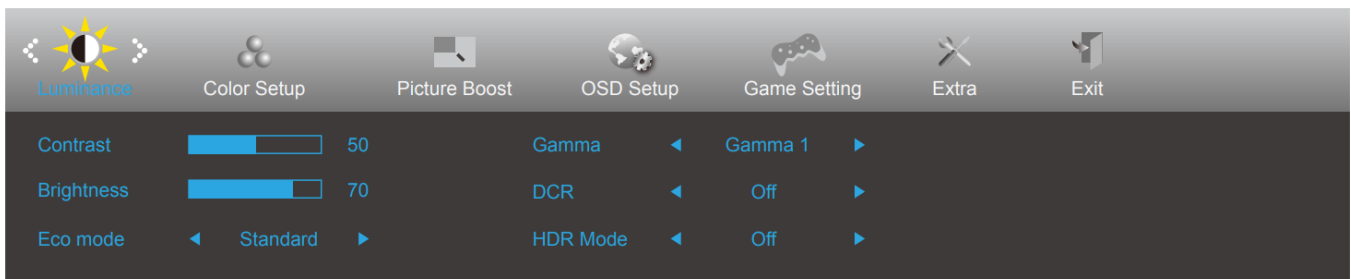 Luminance Color Setup Picture Boost OSD Setup Game Setting Extra Exit
Contrast 50 Gamma Gamma 1
Brightness 70 DCR Off
Eco mode Standard HDR Mode Off